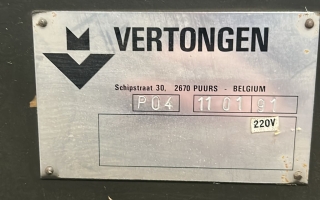 VERTONGEN
Schipstraat 30, 2670 PUURS - BELGIUM
P04 11 01 91
220V